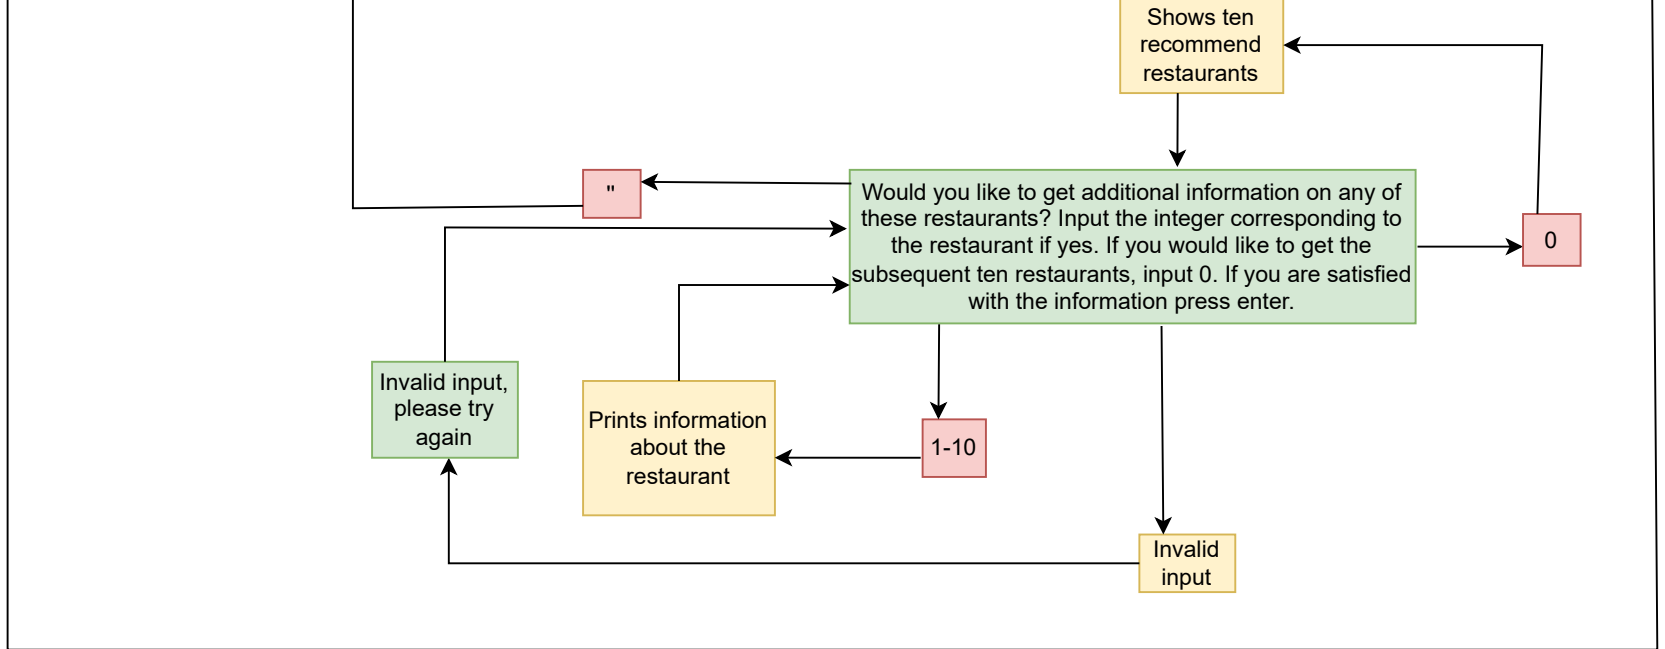 Shows ten
recommend
restaurants
"
Would you like to get additional information on any of
these restaurants? Input the integer corresponding to
the restaurant if yes. If you would like to get the
subsequent ten restaurants, input 0. If you are satisfied
with the information press enter.
0
Invalid input,
please try
again
Prints information
about the
restaurant
1-10
Invalid
input